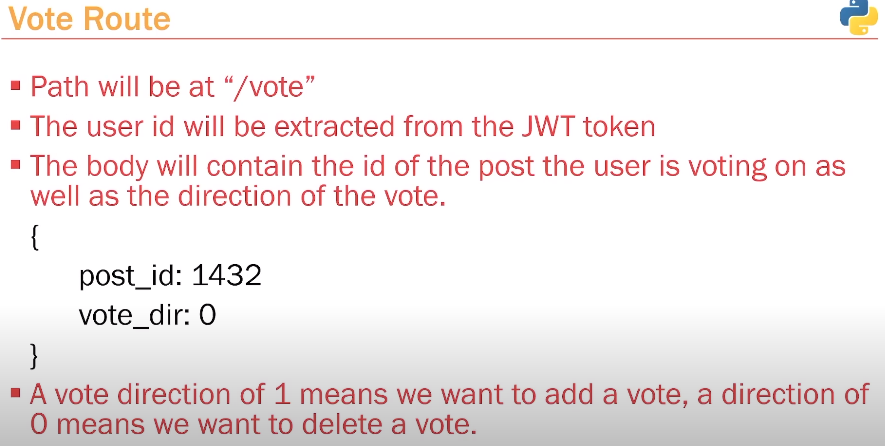 Vote Route
▪ Path will be at “/vote”
▪ The user id will be extracted from the JWT token
▪ The body will contain the id of the post the user is voting on as
well as the direction of the vote.
{
post_id: 1432
vote_dir: 0
}
▪ A vote direction of 1 means we want to add a vote, a direction of
0 means we want to delete a vote.